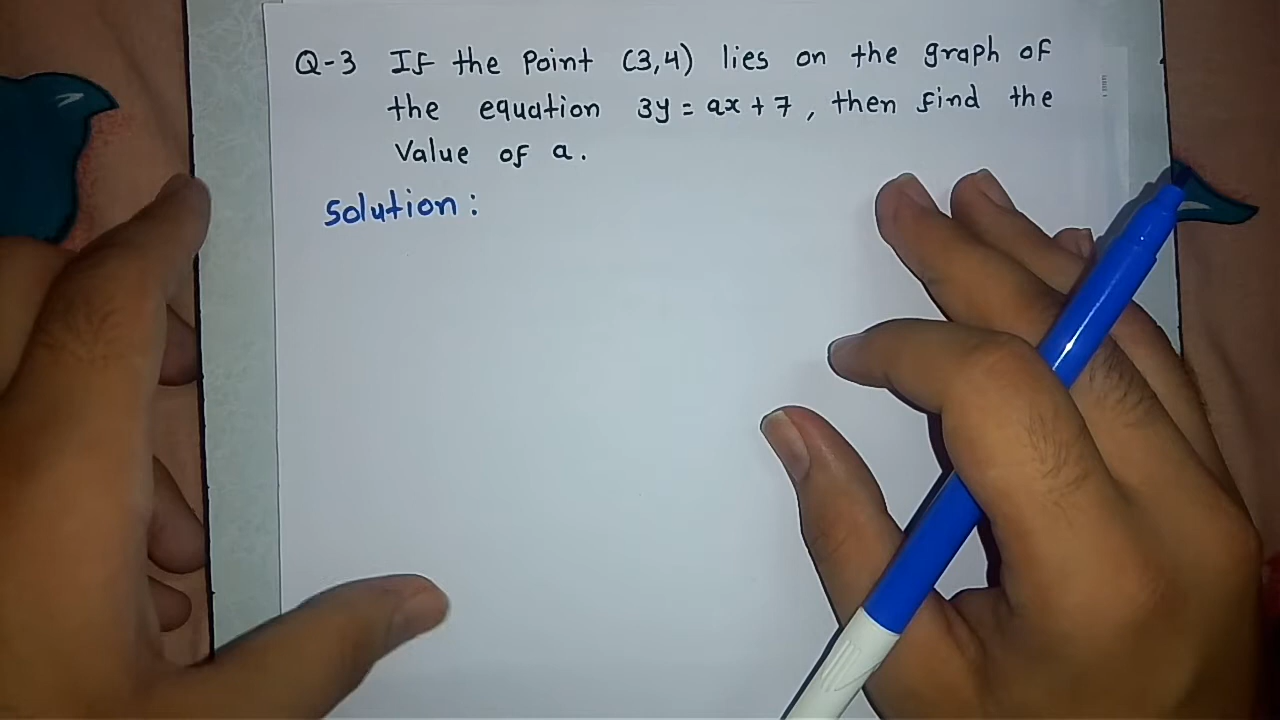 Q-3 If the Point (3,4) lies on the graph of
the equation 3y = ax + 7, then find the
Value of a.
Solution: